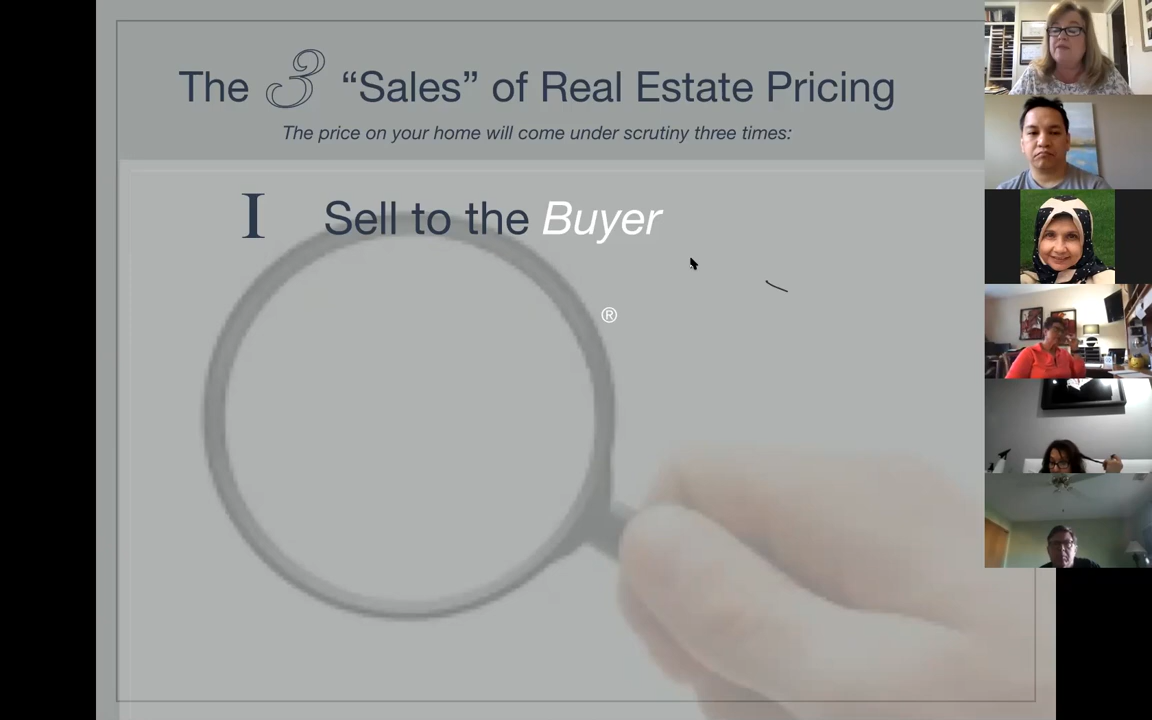 The 3 “Sales” of Real Estate Pricing
The price on your home will come under scrutiny three times:
I Sell to the Buyer
®